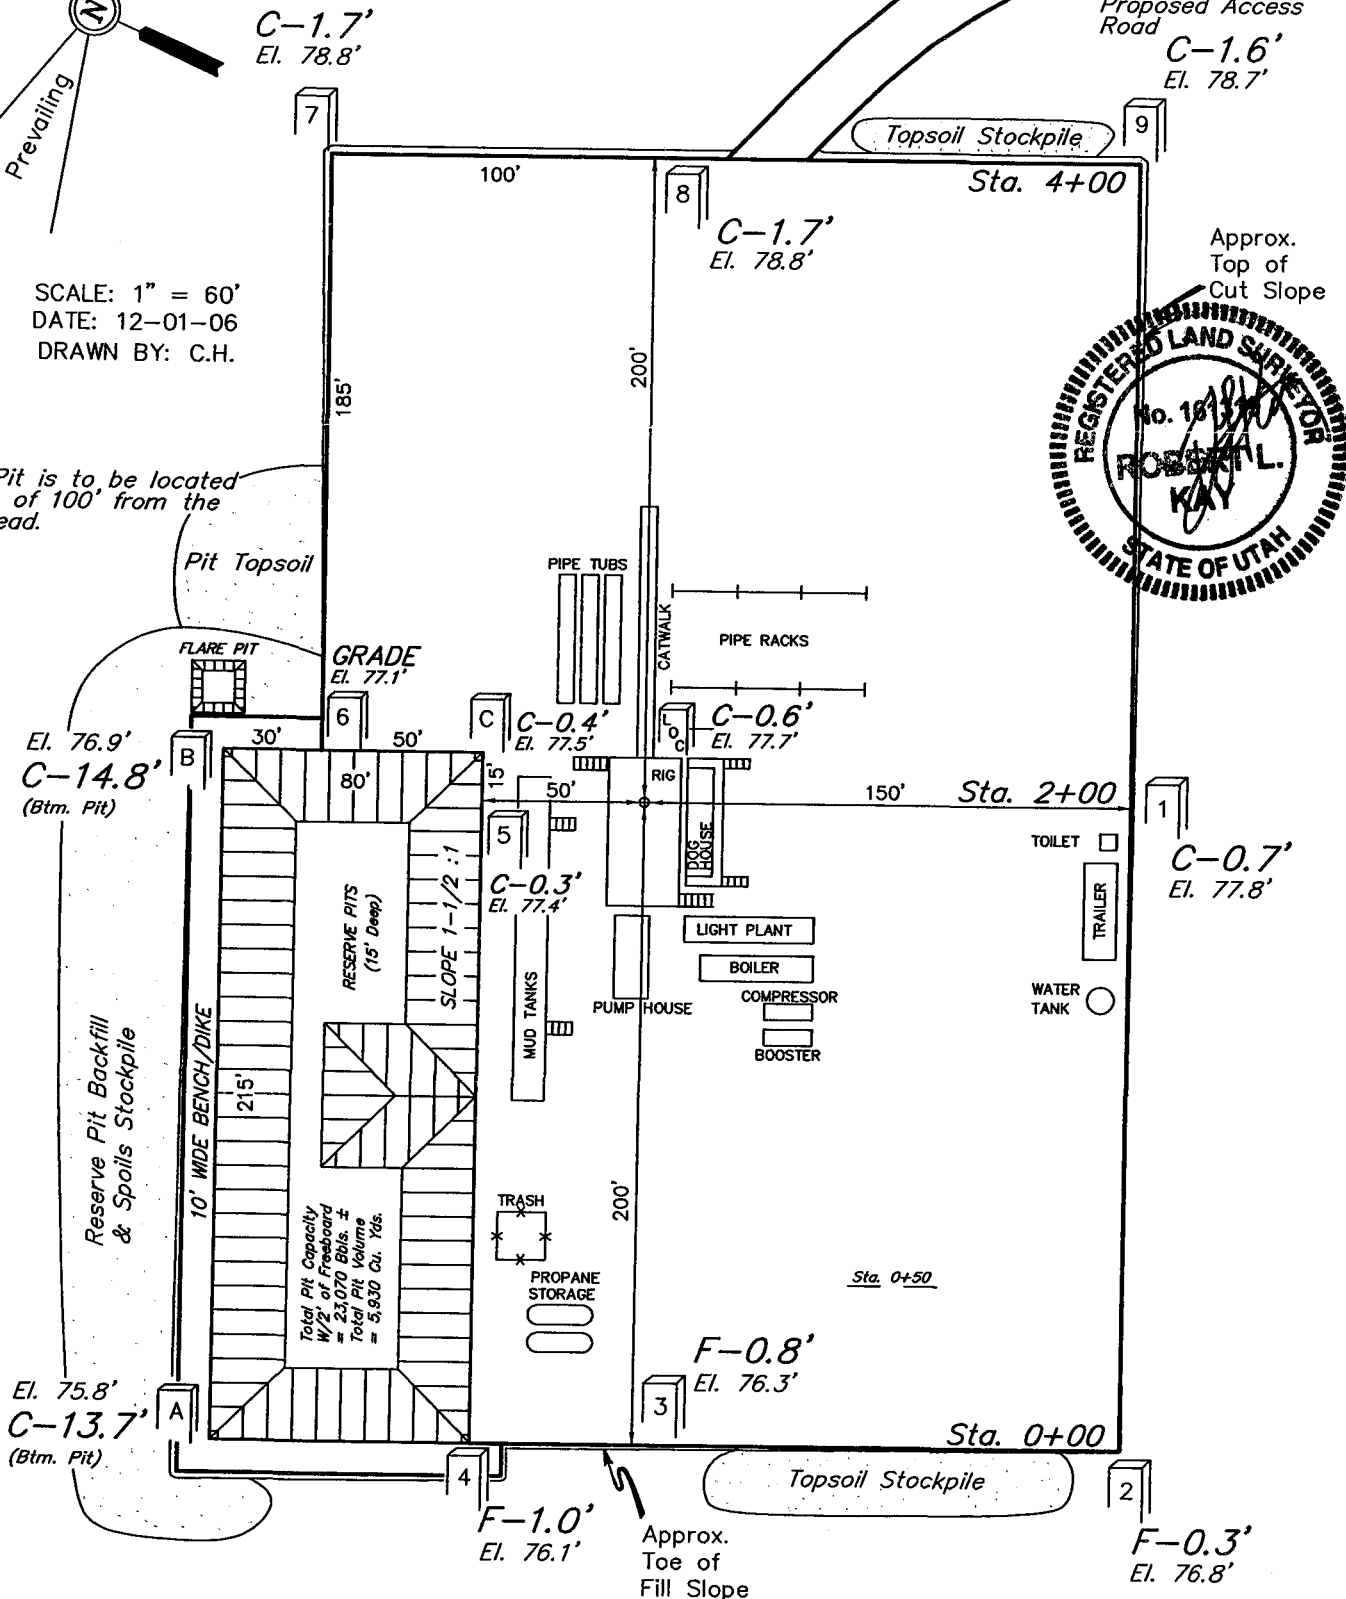 N
Prevailing
C-1.7'
El. 78.8'
Proposed Access
Road
C-1.6'
El. 78.7'
7
9
Topsoil Stockpile
100'
8
Sta. 4+00
C-1.7'
El. 78.8'
Approx.
Top of
Cut Slope
SCALE: 1" = 60'
DATE: 12-01-06
DRAWN BY: C.H.
185'
200'
REGISTERED LAND SURVEYOR
ROBERT L.
KAY
STATE OF UTAH
Pit is to be located
of 100' from the
ead.
Pit Topsoil
PIPE TUBS
CATWALK
PIPE RACKS
FLARE PIT
GRADE
El. 77.1'
6
C
C-0.4'
El. 77.5'
LOC
C-0.6'
El. 77.7'
El. 76.9'
C-14.8'
(Btm. Pit)
B
30'
50'
80'
15'
50'
RIG
150'
Sta. 2+00
1
C-0.7'
El. 77.8'
5
C-0.3'
El. 77.4'
DOG
HOUSE
TOILET
TRAILER
RESERVE PITS
(15' Deep)
SLOPE 1-1/2 :1
LIGHT PLANT
BOILER
PUMP HOUSE
COMPRESSOR
BOOSTER
WATER
TANK
MUD TANKS
Reserve Pit Backfill
& Spoils Stockpile
10' WIDE BENCH/DIKE
215'
Total Pit Capacity
W/2' of Freeboard
= 23,070 Bbls. ±
Total Pit Volume
= 5,930 Cu. Yds.
TRASH
200'
PROPANE
STORAGE
Sta. 0+50
F-0.8'
El. 76.3'
3
El. 75.8'
C-13.7'
(Btm. Pit)
A
Sta. 0+00
4
Topsoil Stockpile
2
F-1.0'
El. 76.1'
Approx.
Toe of
Fill Slope
F-0.3'
El. 76.8'